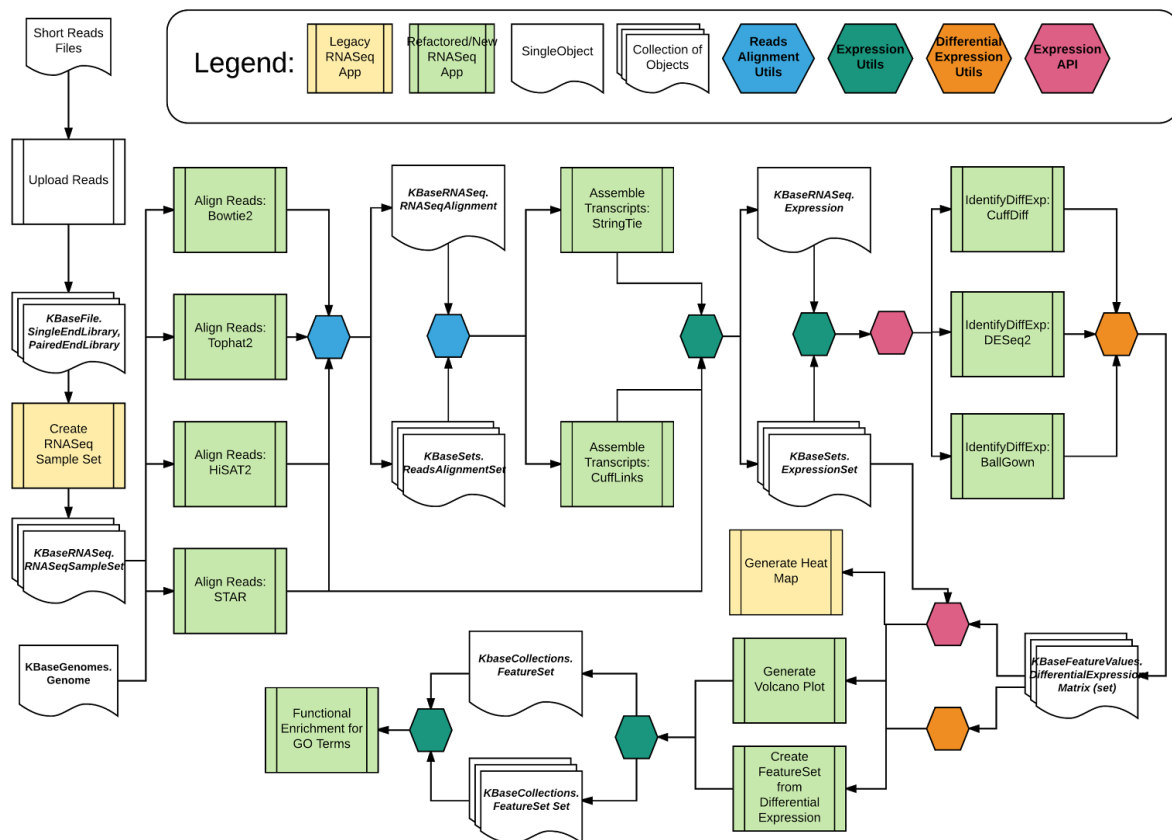 Short Reads
Files
Legend:
Legacy
RNASeq
App
Refactored/New
RNASeq
App
SingleObject
Collection of
Objects
Reads
Alignment
Utils
Expression
Utils
Differential
Expression
Utils
Expression
API
Upload Reads
KBaseFile.
SingleEndLibrary,
PairedEndLibrary
Create
RNASeq
Sample Set
KBaseRNASeq.
RNASeqSampleSet
KBaseGenomes.
Genome
Align Reads:
Bowtie2
Align Reads:
Tophat2
Align Reads:
HiSAT2
Align Reads:
STAR
KBaseRNASeq.
RNASeqAlignment
KBaseSets.
ReadsAlignmentSet
Assemble
Transcripts:
StringTie
Assemble
Transcripts:
CuffLinks
KBaseRNASeq.
Expression
KBaseSets.
ExpressionSet
IdentifyDiffExp:
CuffDiff
IdentifyDiffExp:
DESeq2
IdentifyDiffExp:
BallGown
Generate Heat
Map
Generate
Volcano Plot
Create
FeatureSet
from
Differential
Expression
KBaseFeatureValues.
DifferentialExpression
Matrix (set)
KbaseCollections.
FeatureSet
KBaseCollections.
FeatureSet Set
Functional
Enrichment for
GO Terms